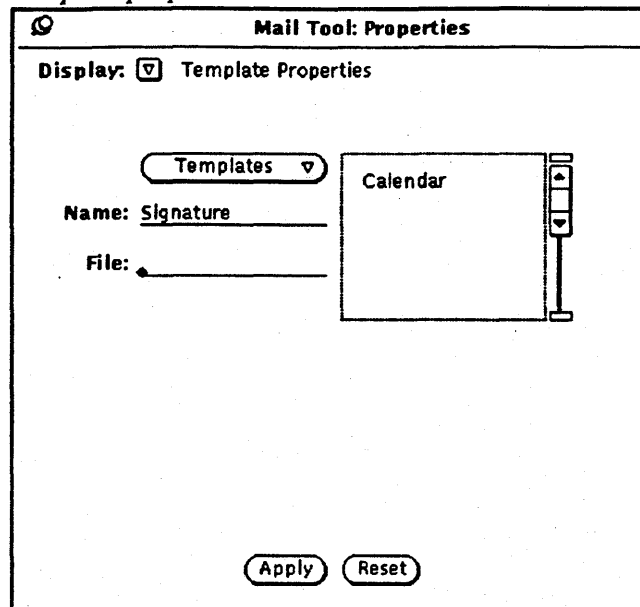 Mail Tool: Properties
Display: Template Properties
Templates
Calendar
Name: Signature
File:
Apply Reset